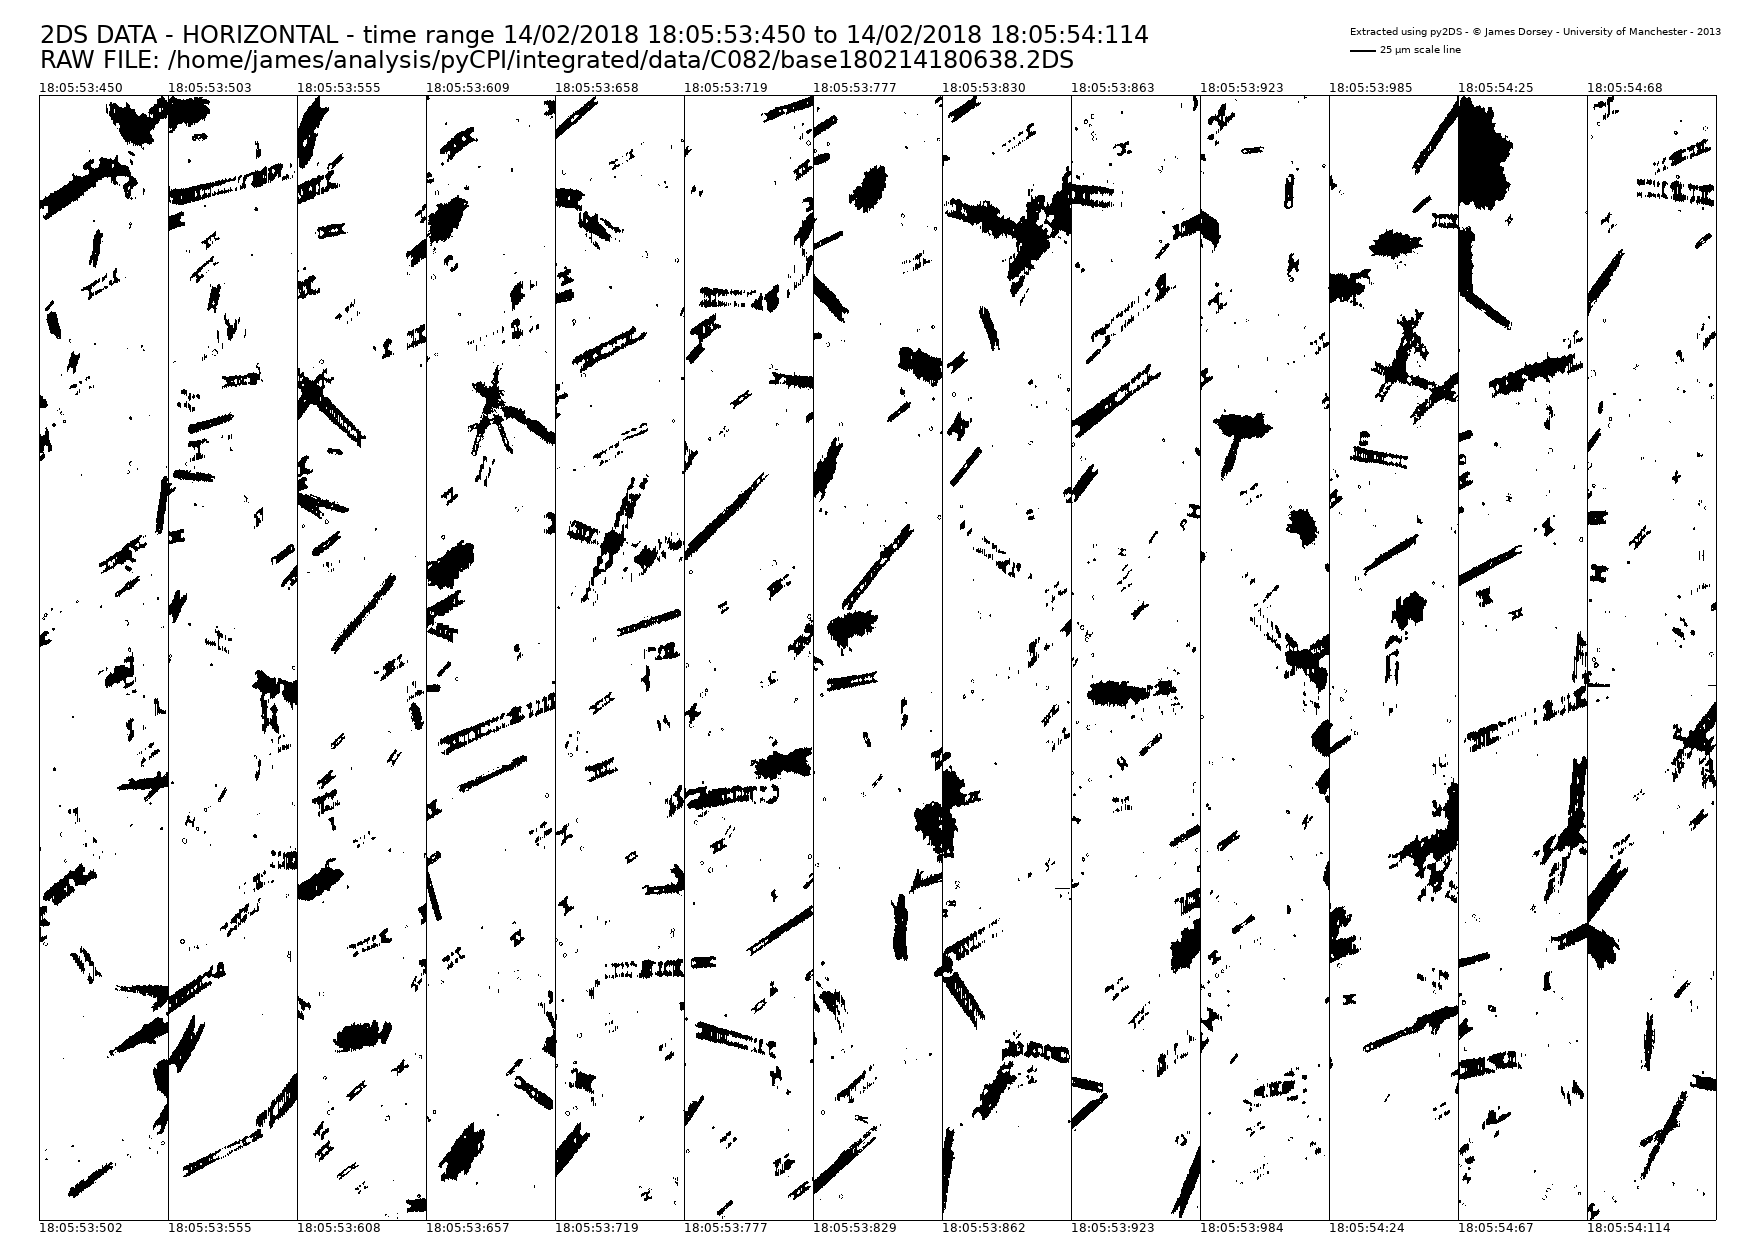 2DS DATA - HORIZONTAL - time range 14/02/2018 18:05:53:450 to 14/02/2018 18:05:54:114
RAW FILE: /home/james/analysis/pyCPI/integrated/data/C082/base180214180638.2DS
Extracted using py2DS - © James Dorsey - University of Manchester - 2013
25 µm scale line
18:05:53:450 18:05:53:503 18:05:53:555 18:05:53:609 18:05:53:658 18:05:53:719 18:05:53:777 18:05:53:830 18:05:53:863 18:05:53:923 18:05:53:985 18:05:54:25 18:05:54:68
18:05:53:502 18:05:53:555 18:05:53:608 18:05:53:657 18:05:53:719 18:05:53:777 18:05:53:829 18:05:53:862 18:05:53:923 18:05:53:984 18:05:54:24 18:05:54:67 18:05:54:114